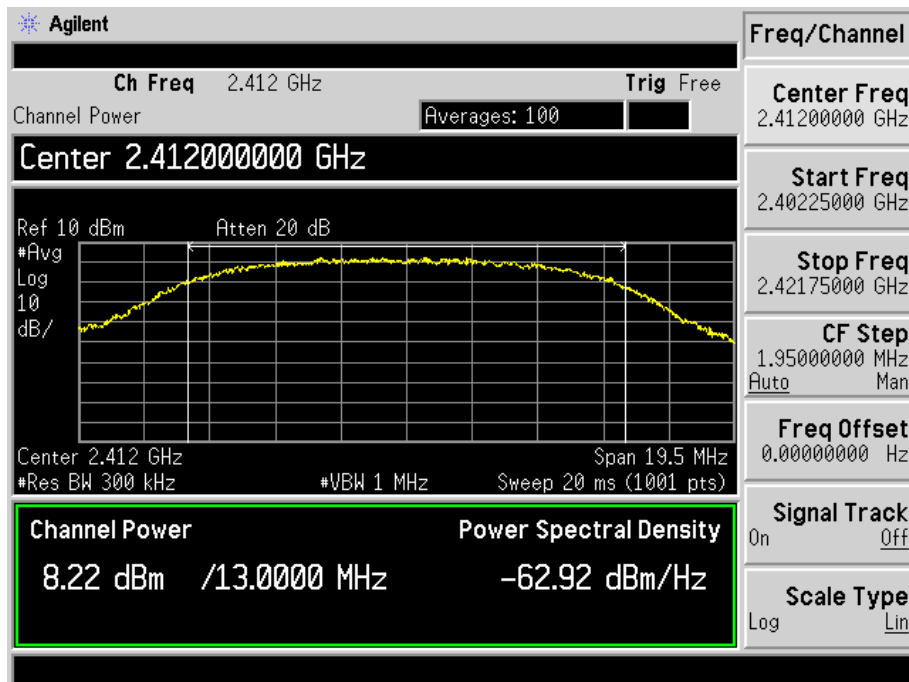 Agilent
Freq/Channel
Ch Freq 2.412 GHz Trig Free
Channel Power Averages: 100
Center 2.412000000 GHz
Ref 10 dBm Atten 20 dB
#Avg
Log
10
dB/
Center 2.412 GHz Span 19.5 MHz
#Res BW 300 kHz #VBW 1 MHz Sweep 20 ms (1001 pts)
Channel Power Power Spectral Density
8.22 dBm /13.0000 MHz -62.92 dBm/Hz
Center Freq
2.41200000 GHz
Start Freq
2.40225000 GHz
Stop Freq
2.42175000 GHz
CF Step
1.95000000 MHz
Auto Man
Freq Offset
0.00000000 Hz
Signal Track
On Off
Scale Type
Log Lin